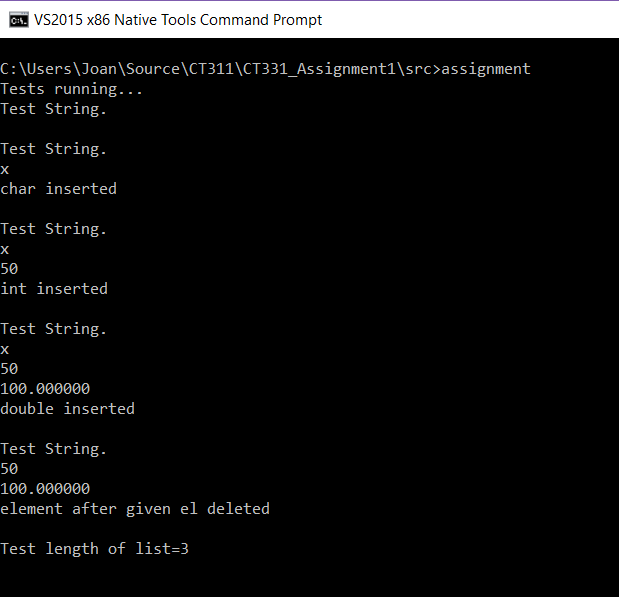 VS2015 x86 Native Tools Command Prompt
C:\Users\Joan\Source\CT311\CT331_Assignment1\src>assignment
Tests running...
Test String.
Test String.
x
char inserted
Test String.
x
50
int inserted
Test String.
x
50
100.000000
double inserted
Test String.
50
100.000000
element after given el deleted
Test length of list=3